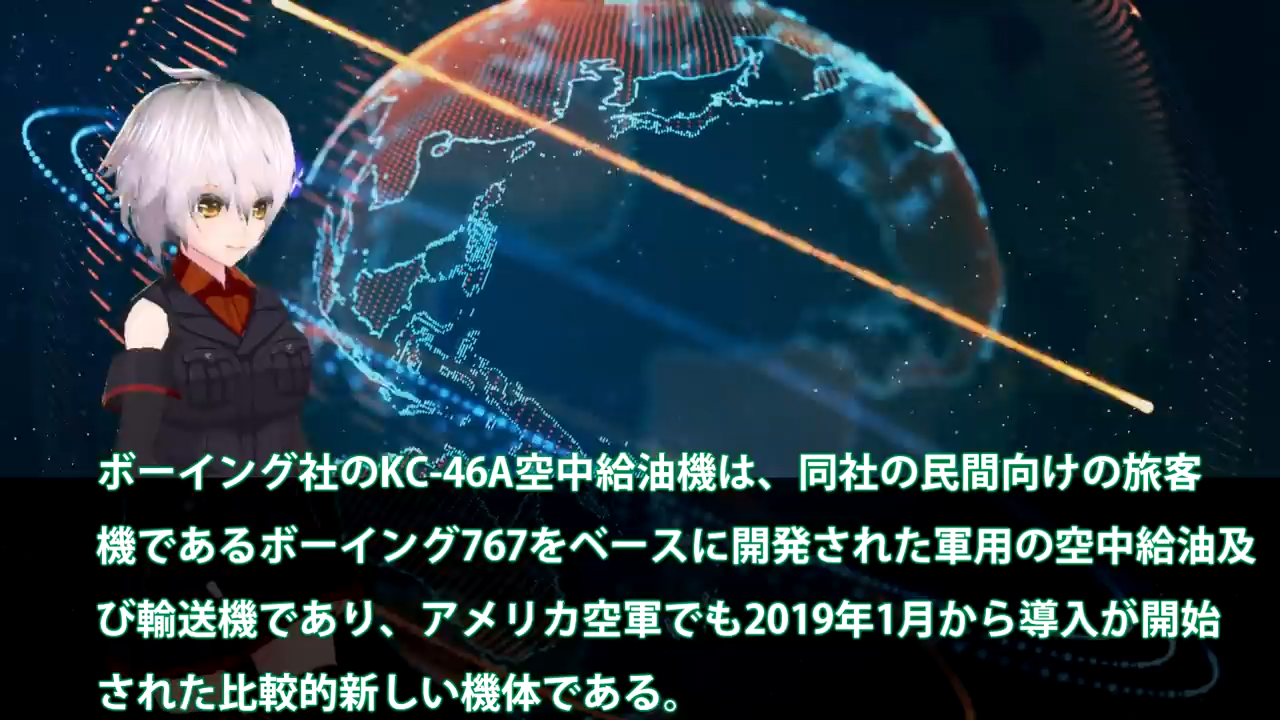 ボーイング社のKC-46A空中給油機は、同社の民間向けの旅客
機であるボーイング767をベースに開発された軍用の空中給油及
び輸送機であり、アメリカ空軍でも2019年1月から導入が開始
された比較的新しい機体である。